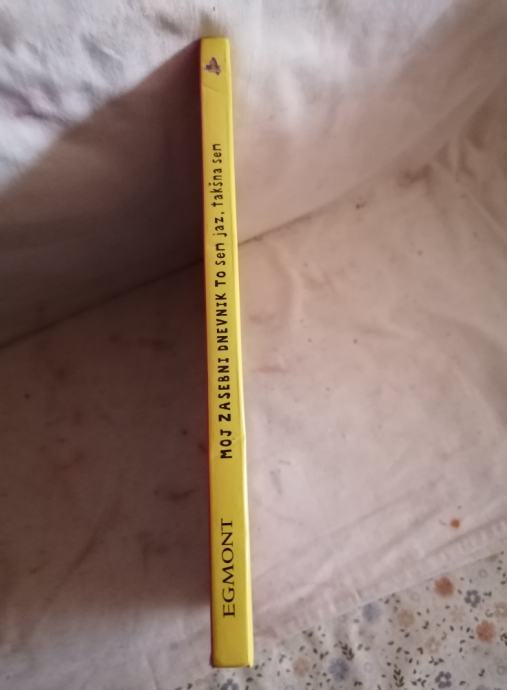 EGMONT
MOJ ZASEBNI DNEVNIK TO sem jaz, takšna sem